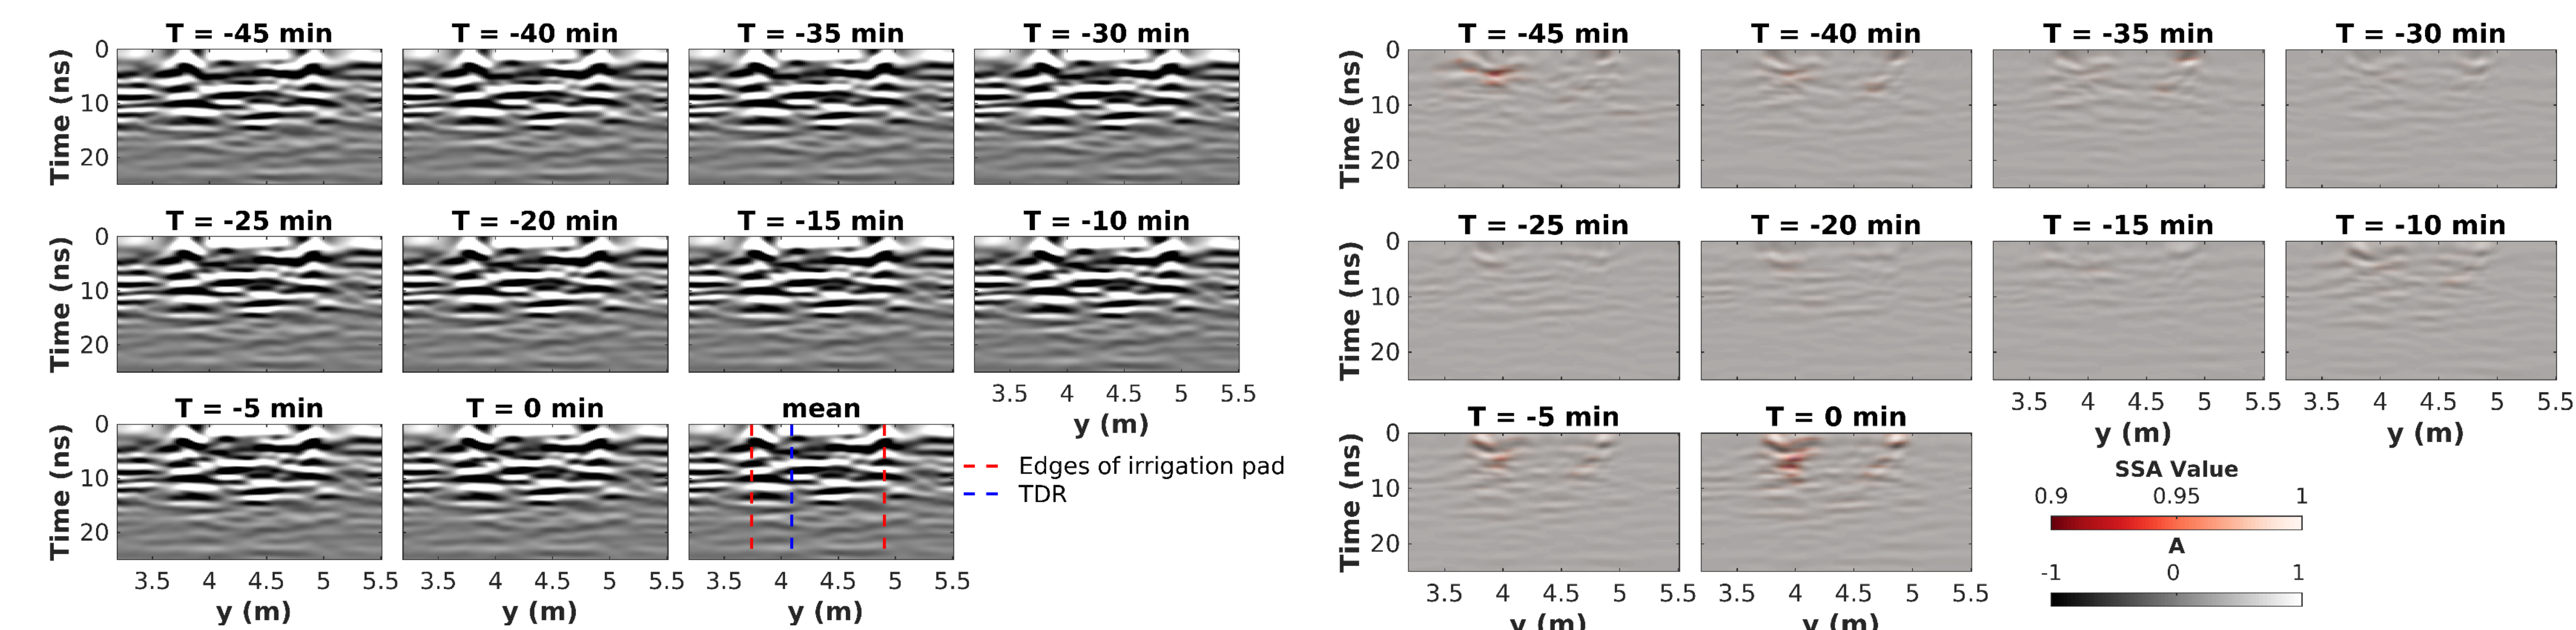 T = -45 min T = -40 min T = -35 min T = -30 min
Time (ns) 0 10 20
T = -25 min T = -20 min T = -15 min T = -10 min
Time (ns) 0 10 20
3.5 4 4.5 5 5.5
y (m)
T = -5 min T = 0 min mean
Time (ns) 0 10 20
Edges of irrigation pad
TDR
3.5 4 4.5 5 5.5 3.5 4 4.5 5 5.5 3.5 4 4.5 5 5.5
y (m) y (m) y (m)
T = -45 min T = -40 min T = -35 min T = -30 min
Time (ns) 0 10 20
T = -25 min T = -20 min T = -15 min T = -10 min
Time (ns) 0 10 20
3.5 4 4.5 5 5.5 3.5 4 4.5 5 5.5
y (m) y (m)
T = -5 min T = 0 min
Time (ns) 0 10 20
3.5 4 4.5 5 5.5 3.5 4 4.5 5 5.5
y (m) y (m)
SSA Value
0.9 0.95 1
A
-1 0 1